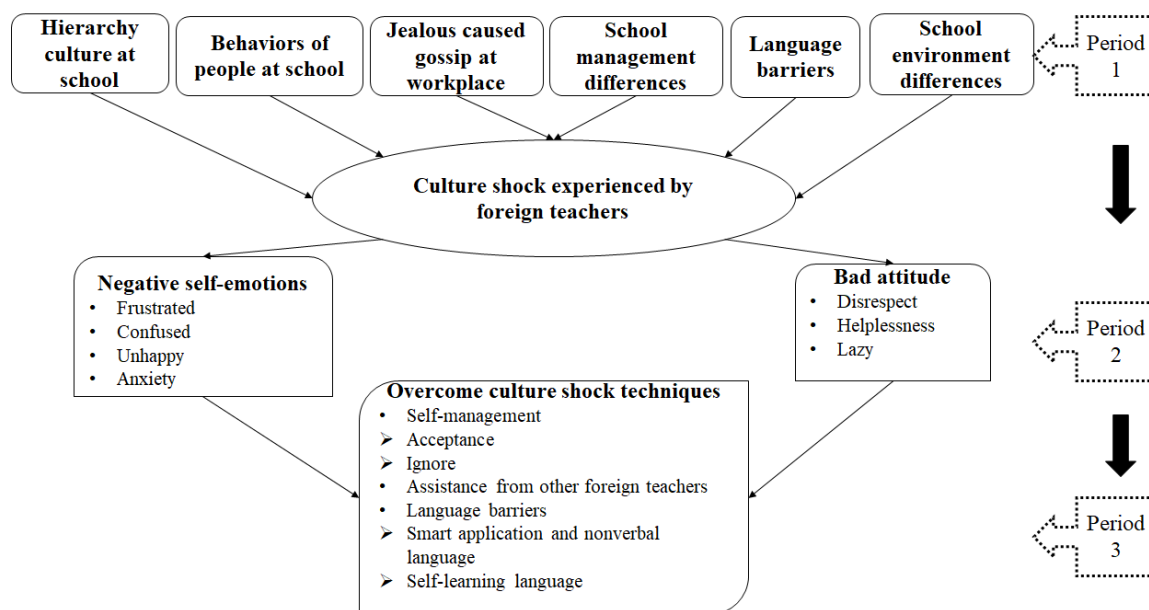 Hierarchy
culture at
school
Behaviors of
people at school
Jealous caused
gossip at
workplace
School
management
differences
Language
barriers
School
environment
differences
Period
1
Culture shock experienced by
foreign teachers
Negative self-emotions
• Frustrated
• Confused
• Unhappy
• Anxiety
Bad attitude
• Disrespect
• Helplessness
• Lazy
Period
2
Overcome culture shock techniques
• Self-management
➤ Acceptance
➤ Ignore
• Assistance from other foreign teachers
• Language barriers
➤ Smart application and nonverbal
language
➤ Self-learning language
Period
3